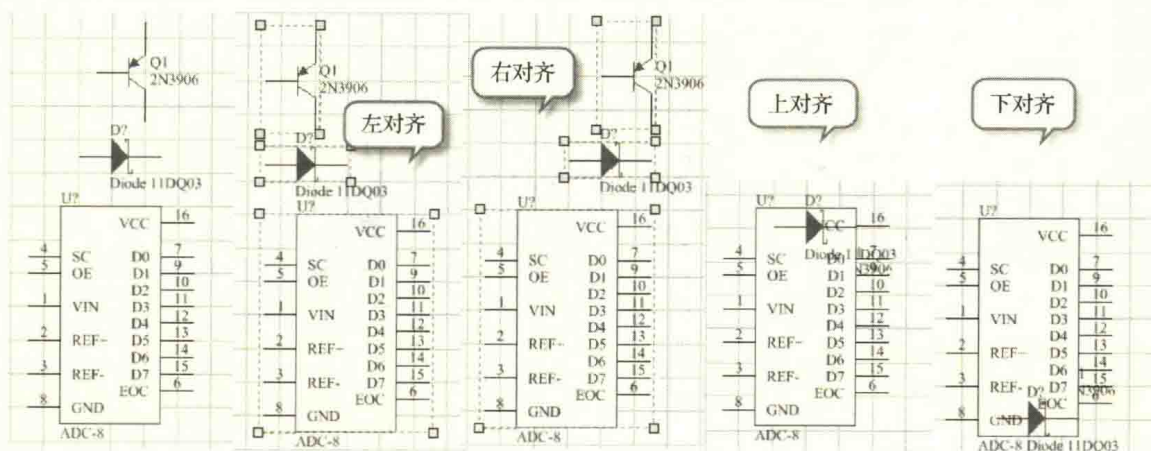 Q1
2N3906
D?
Diode 11DQ03
U?
VCC 16
4 SC D0 7
5 OE D1 9
D2 10
1 VIN D3 11
D4 12
2 REF+ D5 13
D6 14
3 REF- D7 15
EOC 6
8 GND
ADC-8
左对齐
Q1
2N3906
D?
Diode 11DQ03
U?
VCC 16
4 SC D0 7
5 OE D1 9
D2 10
1 VIN D3 11
D4 12
2 REF+ D5 13
D6 14
3 REF- D7 15
EOC 6
8 GND
ADC-8
右对齐
Q1
2N3906
D?
Diode 11DQ03
U?
VCC 16
4 SC D0 7
5 OE D1 9
D2 10
1 VIN D3 11
D4 12
2 REF+ D5 13
D6 14
3 REF- D7 15
EOC 6
8 GND
ADC-8
上对齐
U? D?
16
Diode 11DQ03
4 SC D0 7
5 OE D1 9
D2 10
1 VIN D3 11
D4 12
2 REF+ D5 13
D6 14
3 REF- D7 15
EOC 6
8 GND
ADC-8
下对齐
U?
VCC 16
4 SC D0 7
5 OE D1 9
D2 10
1 VIN D3 11
D4 12
2 REF+ D5 13
D6 14
3 REF- D7 15
D? EOC 6
8 GND
ADC-8 Diode 11DQ03